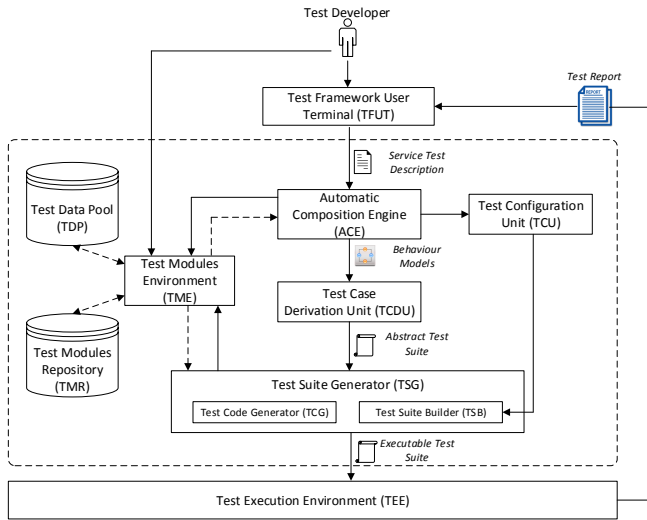 Test Developer
Test Report
REPORT
Test Framework User
Terminal (TFUT)
Service Test
Description
Test Data Pool
(TDP)
Automatic
Composition Engine
(ACE)
Test Configuration
Unit (TCU)
Behaviour
Models
Test Modules
Environment
(TME)
Test Case
Derivation Unit (TCDU)
Abstract Test
Suite
Test Modules
Repository
(TMR)
Test Suite Generator (TSG)
Test Code Generator (TCG)
Test Suite Builder (TSB)
Executable Test
Suite
Test Execution Environment (TEE)